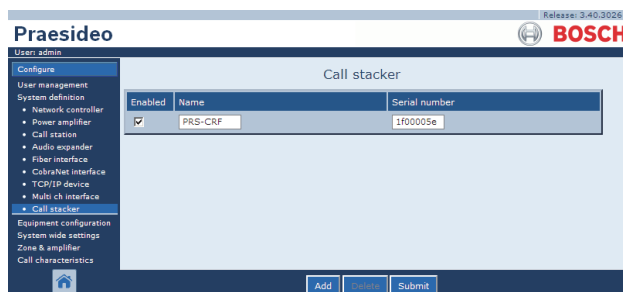 Release: 3.40.3026
Praesideo
BOSCH
User: admin
Configure
User management
System definition
• Network controller
• Power amplifier
• Call station
• Audio expander
• Fiber interface
• CobraNet interface
• TCP/IP device
• Multi ch interface
• Call stacker
Equipment configuration
System wide settings
Zone & amplifier
Call characteristics
Call stacker
Enabled Name Serial number
PRS-CRF 1f00005e
Add Delete Submit